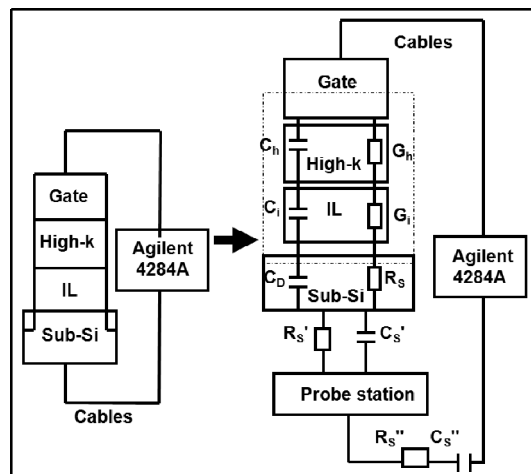 Cables
Gate
C_h
High-k
G_h
C_i
IL
G_i
C_D
Sub-Si
R_S
R_S'
C_S'
Probe station
R_S''
C_S''
Agilent
4284A
Gate
High-k
IL
Sub-Si
Agilent
4284A
Cables